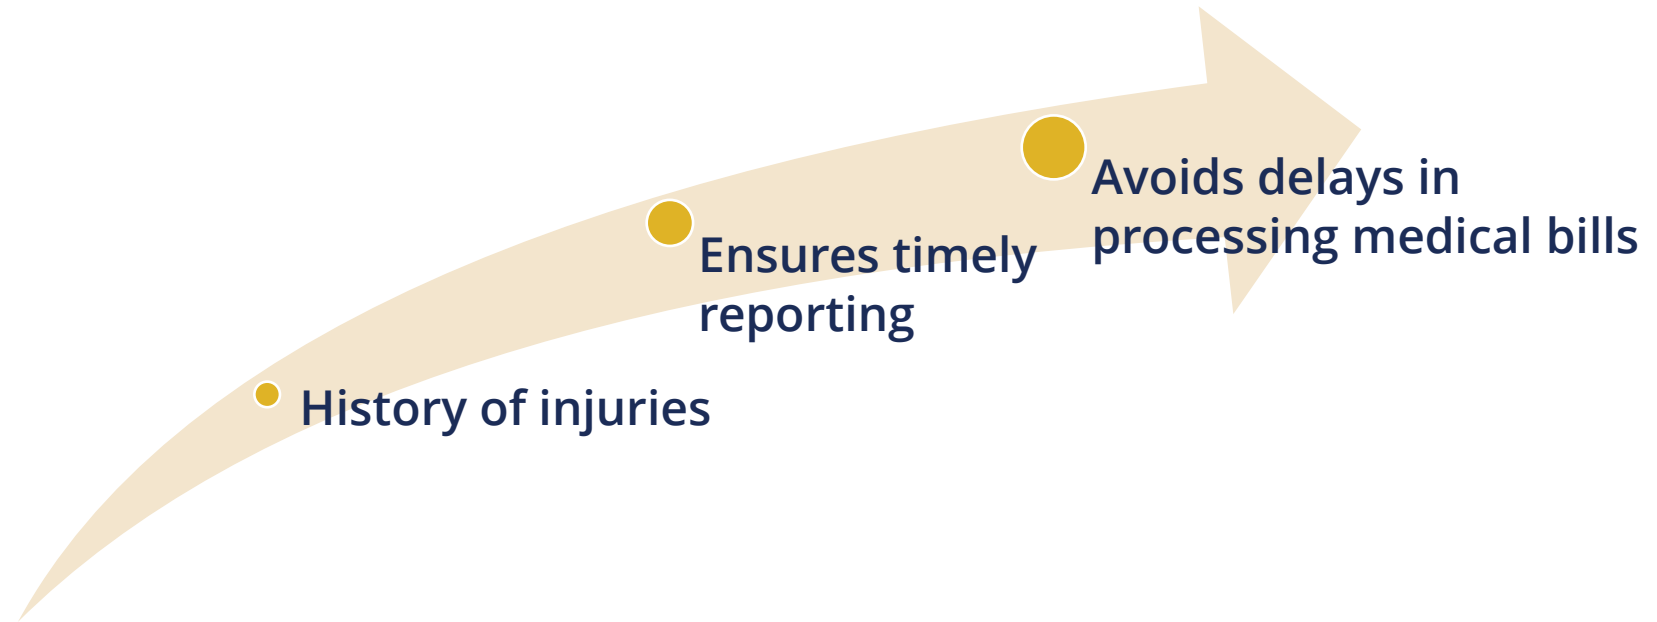 History of injuries
Ensures timely
reporting
Avoids delays in
processing medical bills